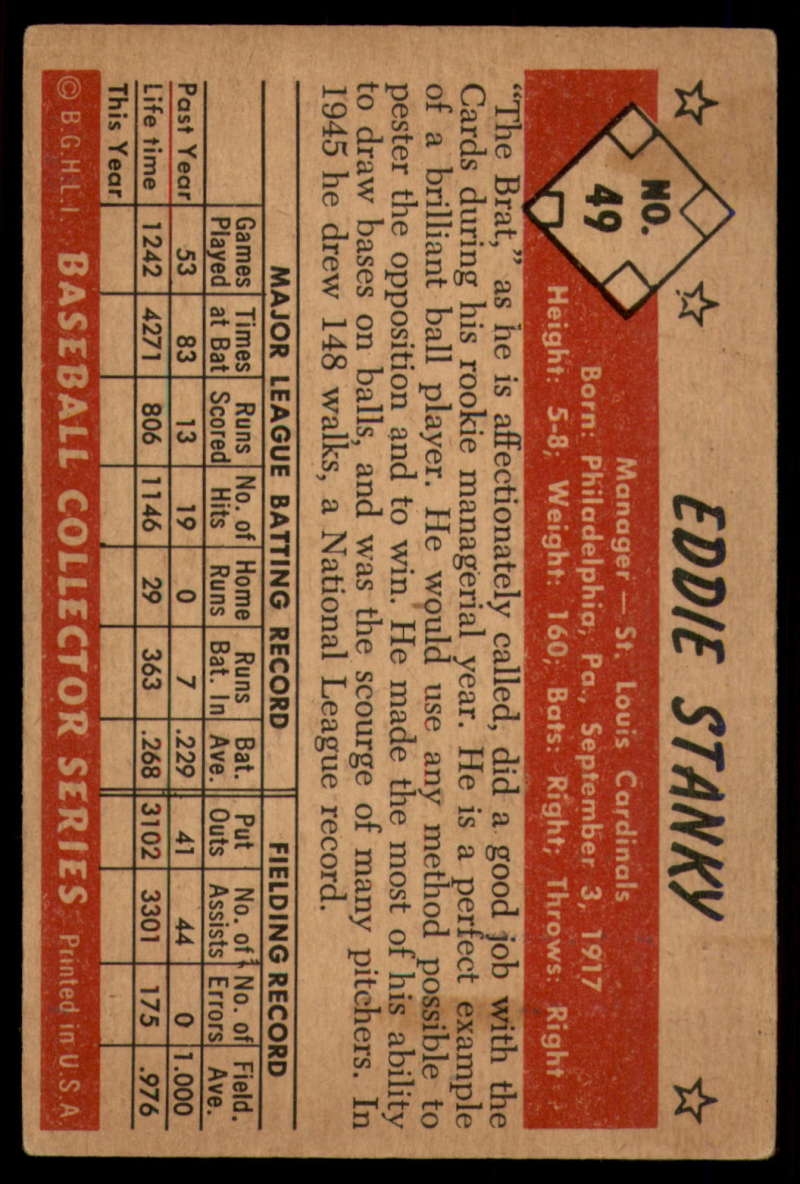 EDDIE STANKY
NO.
49
Manager — St. Louis Cardinals
Born: Philadelphia, Pa., September 3, 1917
Height: 5-8; Weight: 160; Bats: Right; Throws: Right
“The Brat,” as he is affectionately called, did a good job with the
Cards during his rookie managerial year. He is a perfect example
of a brilliant ball player. He would use any method possible to
pester the opposition and to win. He made the most of his ability
to draw bases on balls, and was the scourge of many pitchers. In
1945 he drew 148 walks, a National League record.
MAJOR LEAGUE BATTING RECORD FIELDING RECORD
Games Times Runs No. of Home Runs Bat. Put No. of No. of Field.
Played at Bat Scored Hits Runs Bat. In Ave. Outs Assists Errors Ave.
Past Year 53 83 13 19 0 7 .229 41 44 0 1.000
Life time 1242 4271 806 1146 29 363 .268 3102 3301 175 .976
This Year
© B.G.H.L.I. BASEBALL COLLECTOR SERIES Printed in U.S.A.